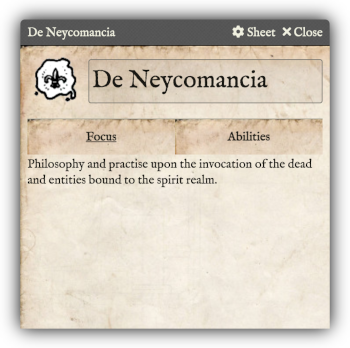 De Neycomancia Sheet Close
De Neycomancia
Focus Abilities
Philosophy and practise upon the invocation of the dead
and entities bound to the spirit realm.